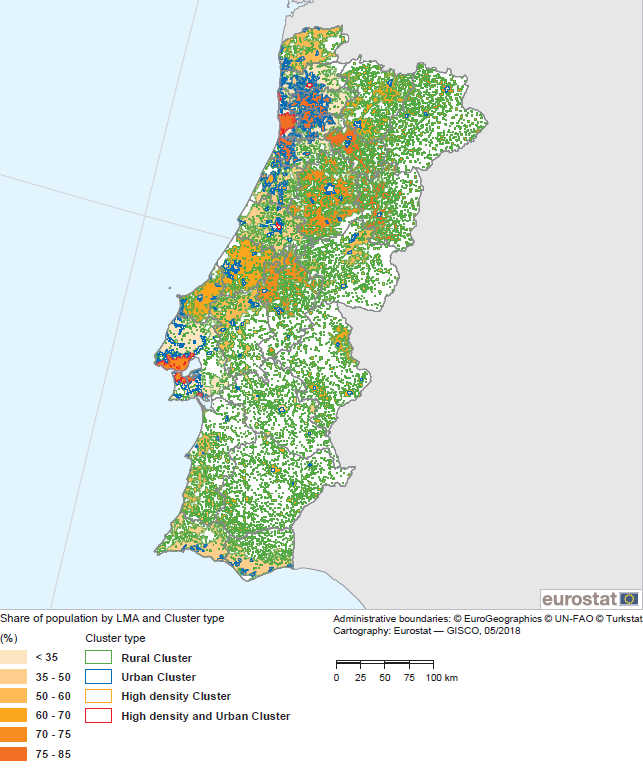 eurostat
Share of population by LMA and Cluster type
Administrative boundaries: © EuroGeographics © UN-FAO © Turkstat
Cartography: Eurostat — GISCO, 05/2018
(%)
Cluster type
< 35
Rural Cluster
35 - 50
Urban Cluster
50 - 60
High density Cluster
60 - 70
High density and Urban Cluster
70 - 75
75 - 85
0 25 50 75 100 km